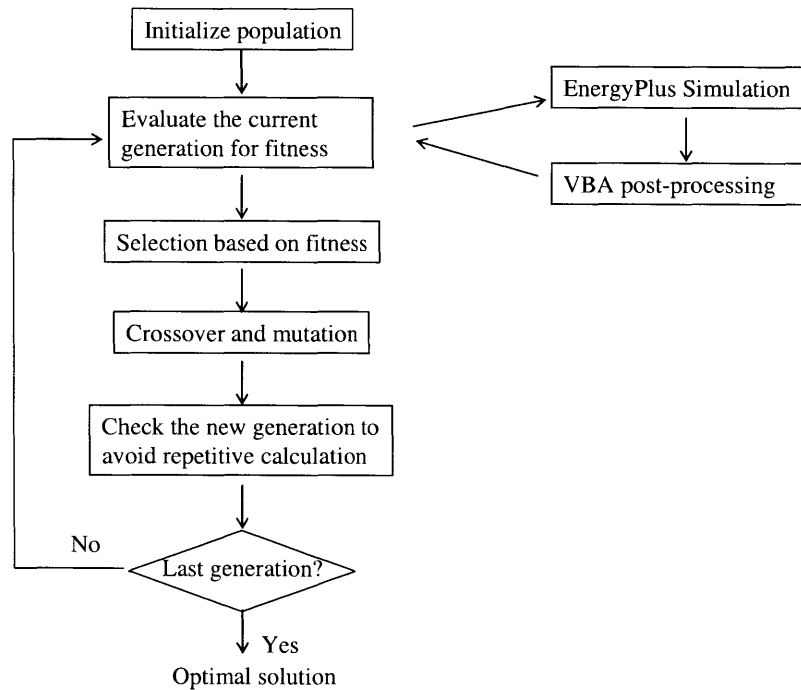 Initialize population
Evaluate the current
generation for fitness
EnergyPlus Simulation
VBA post-processing
Selection based on fitness
Crossover and mutation
Check the new generation to
avoid repetitive calculation
No
Last generation?
Yes
Optimal solution